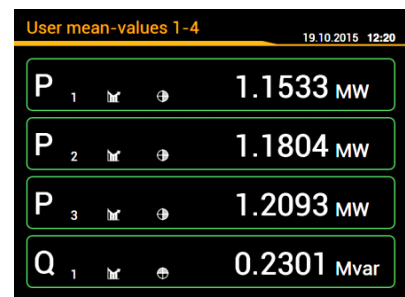 User mean-values 1-4
19.10.2015 12:20
P 1 1.1533 MW
P 2 1.1804 MW
P 3 1.2093 MW
Q 1 0.2301 Mvar